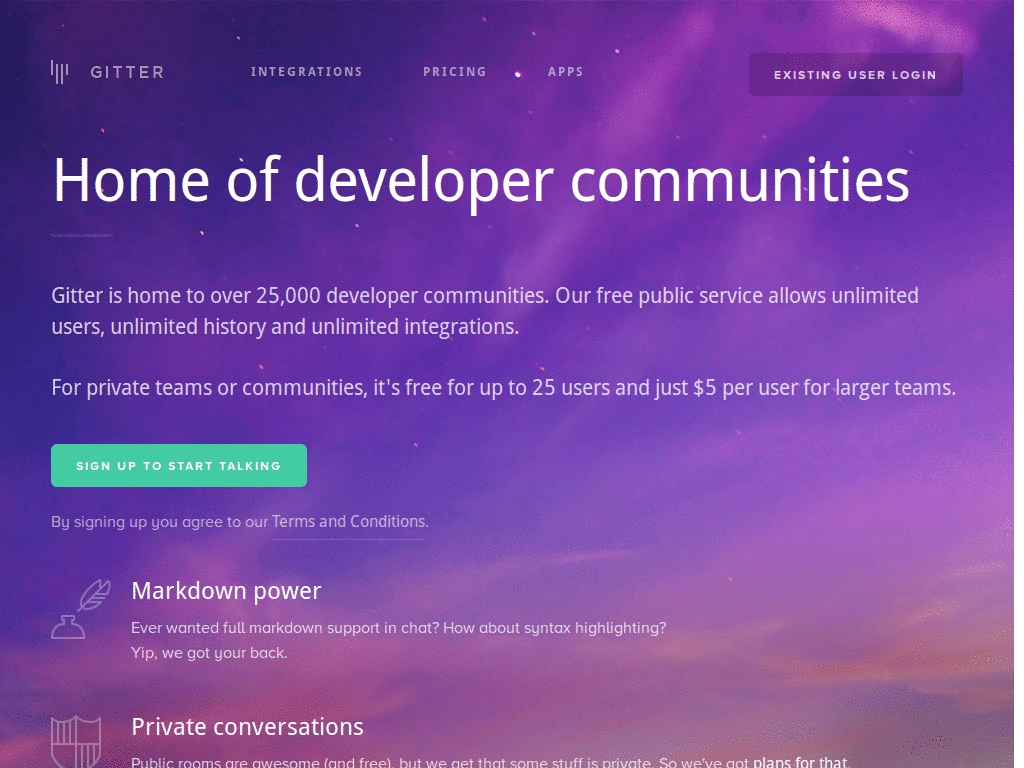 GITTER
INTEGRATIONS
PRICING
APPS
EXISTING USER LOGIN
Home of developer communities
Gitter is home to over 25,000 developer communities. Our free public service allows unlimited
users, unlimited history and unlimited integrations.
For private teams or communities, it's free for up to 25 users and just $5 per user for larger teams.
SIGN UP TO START TALKING
By signing up you agree to our Terms and Conditions.
Markdown power
Ever wanted full markdown support in chat? How about syntax highlighting?
Yip, we got your back.
Private conversations
Public rooms are awesome (and free), but we get that some stuff is private. So we've got plans for that.